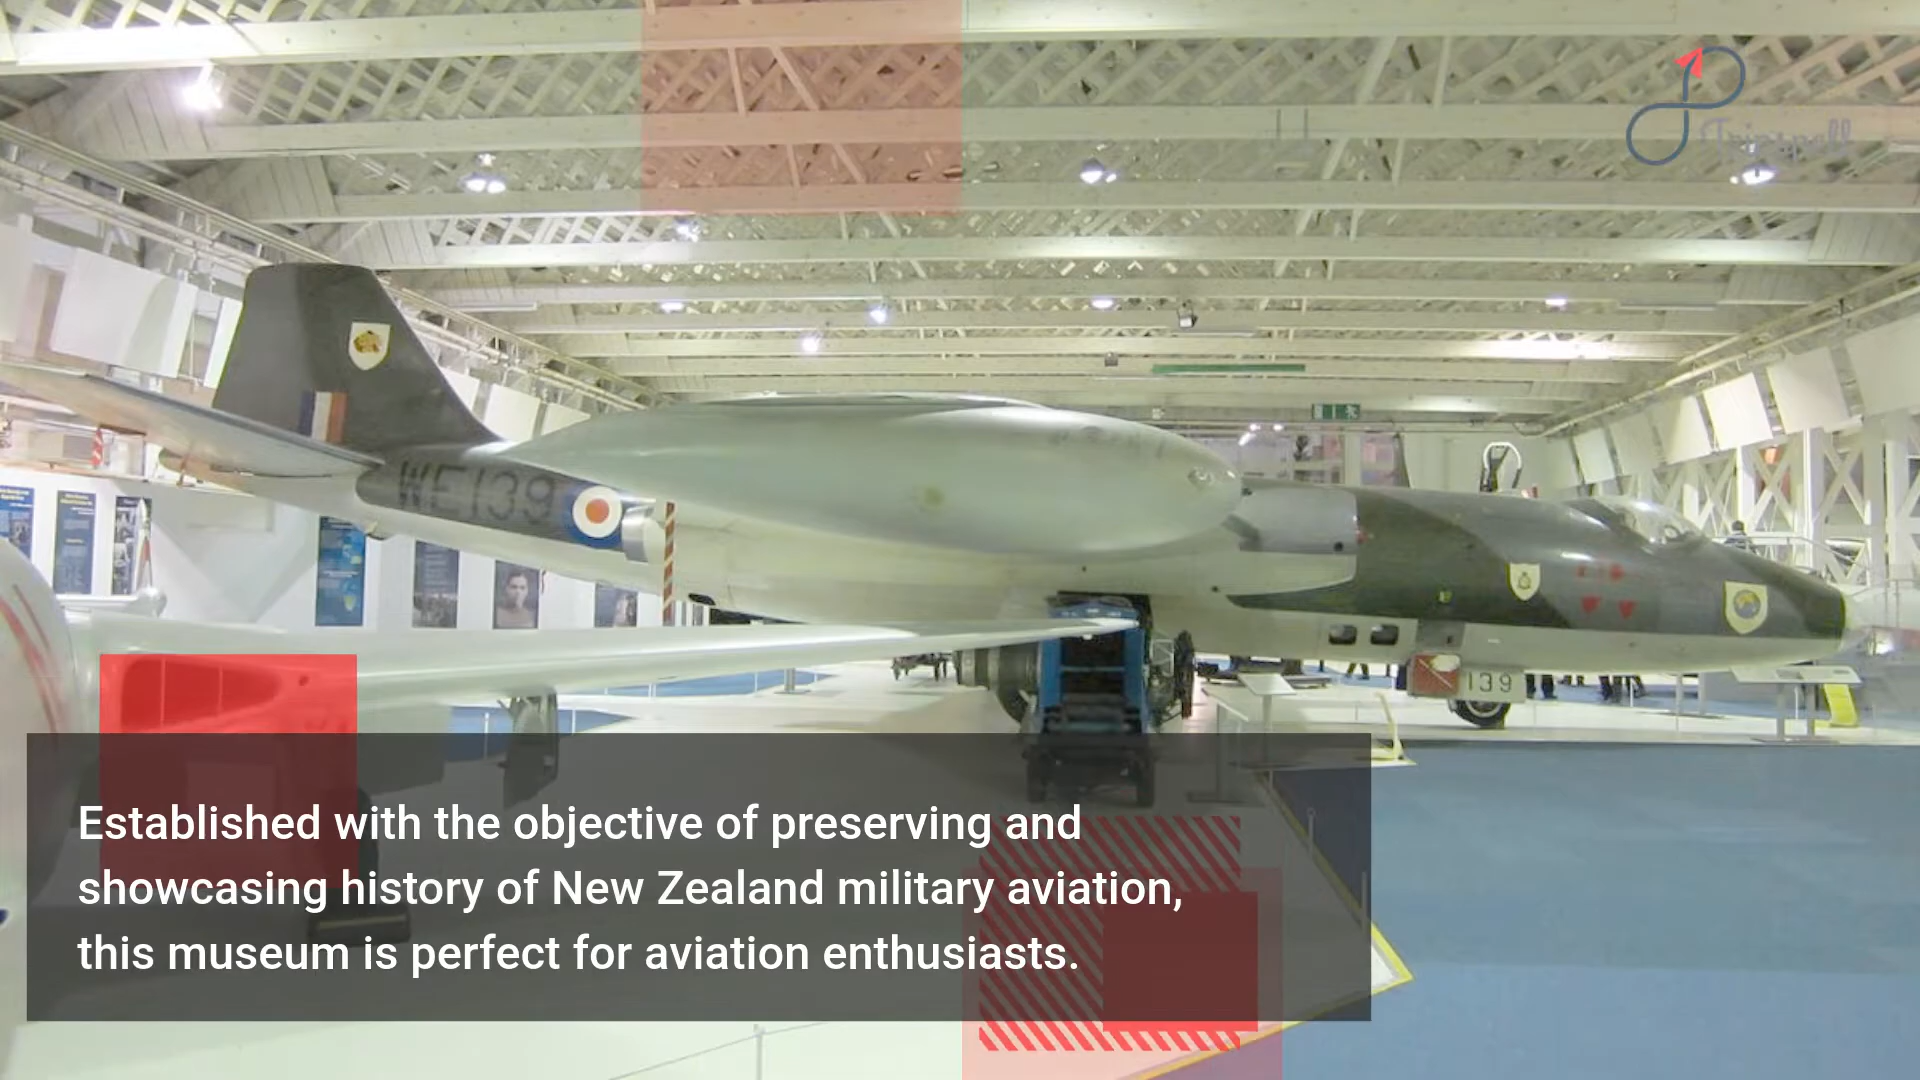 Tripspell
WE139
139
Established with the objective of preserving and
showcasing history of New Zealand military aviation,
this museum is perfect for aviation enthusiasts.